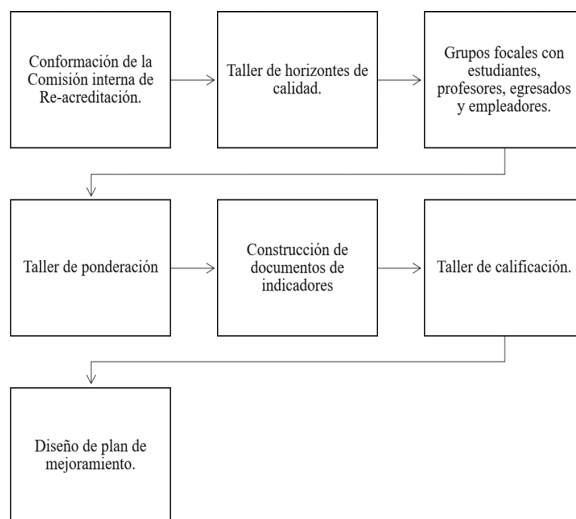 Conformación de la
Comisión interna de
Re-acreditación.
Taller de horizontes de
calidad.
Grupos focales con
estudiantes,
profesores, egresados
y empleadores.
Taller de ponderación
Construcción de
documentos de
indicadores
Taller de calificación.
Diseño de plan de
mejoramiento.